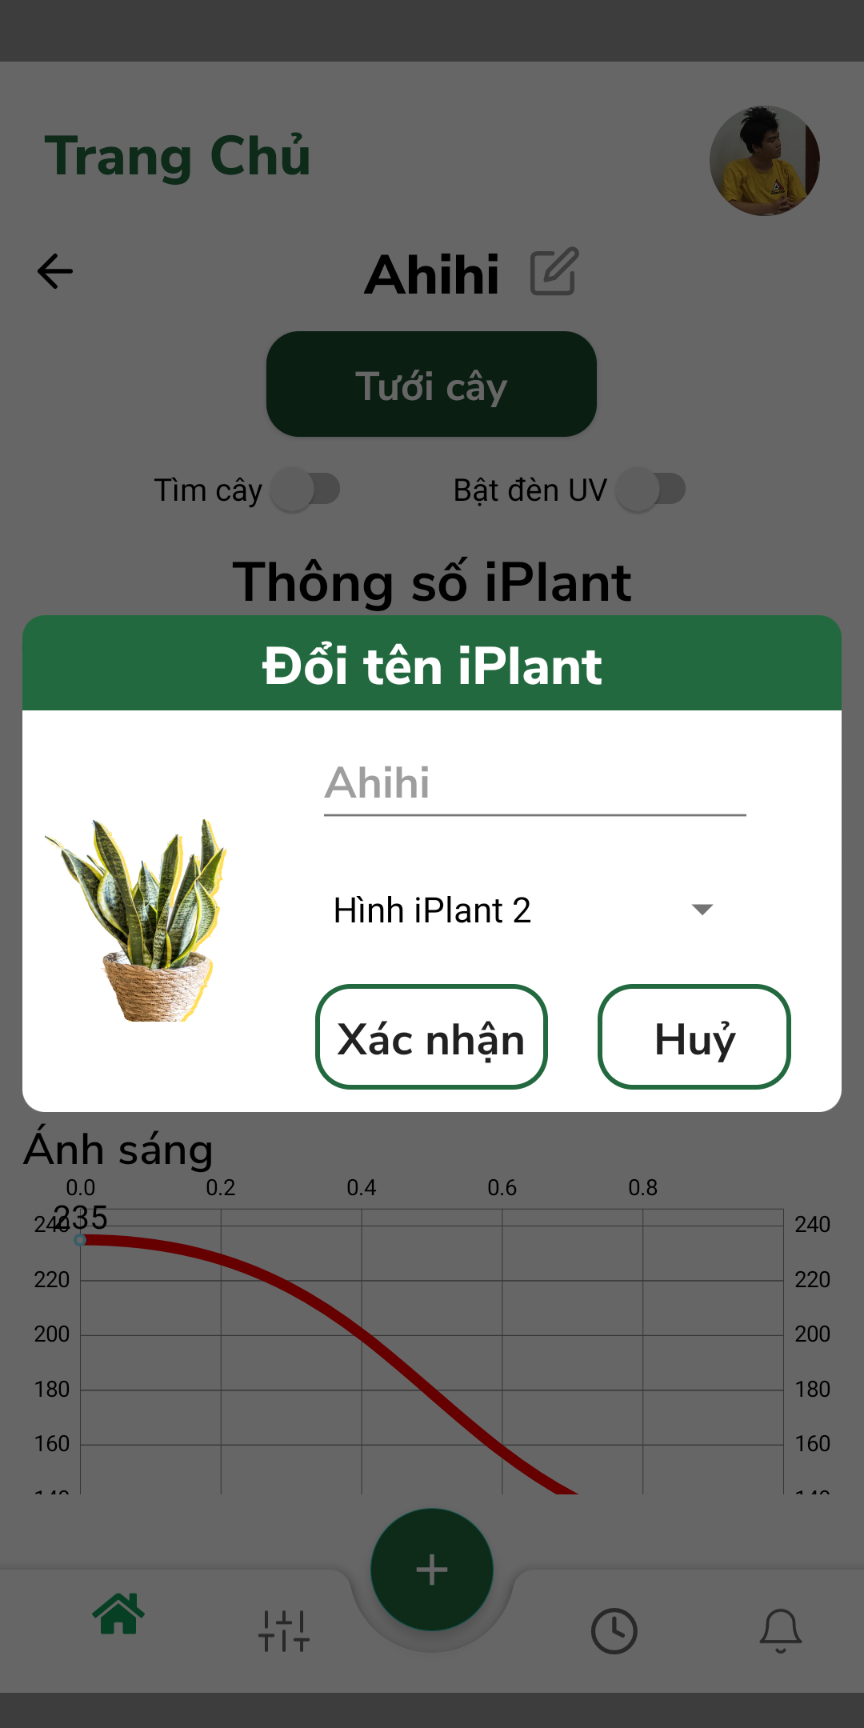 Trang Chủ
Ahihi
Tưới cây
Tìm cây
Bật đèn UV
Thông số iPlant
Đổi tên iPlant
Ahihi
Hình iPlant 2
Xác nhận
Huỷ
Ánh sáng
0.0 0.2 0.4 0.6 0.8
235
240 240
220 220
200 200
180 180
160 160